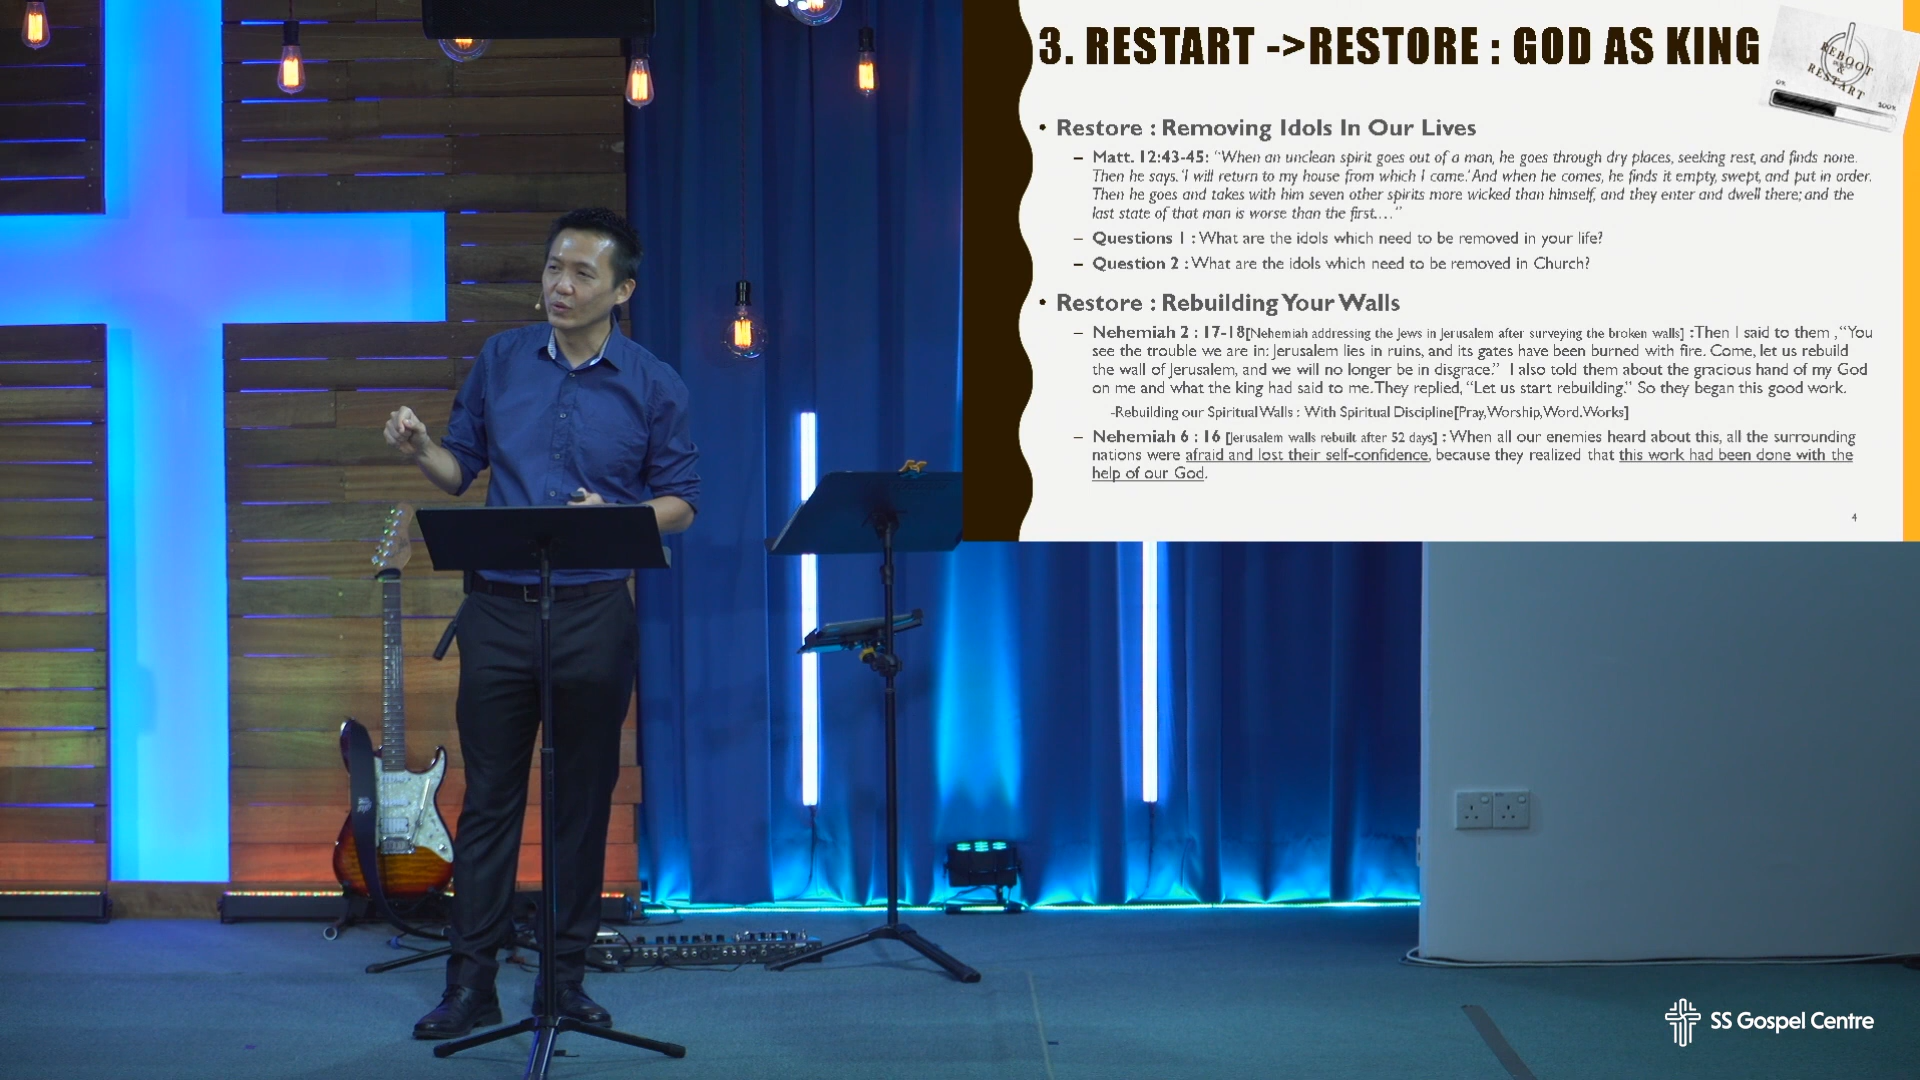 3. RESTART ->RESTORE : GOD AS KING
REBOOT
&
RESTART
0%
100%
• Restore : Removing Idols In Our Lives
– Matt. 12:43-45: "When an unclean spirit goes out of a man, he goes through dry places, seeking rest, and finds none.
Then he says. 'I will return to my house from which I came.' And when he comes, he finds it empty, swept, and put in order.
Then he goes and takes with him seven other spirits more wicked than himself, and they enter and dwell there; and the
last state of that man is worse than the first…."
– Questions 1 : What are the idols which need to be removed in your life?
– Question 2 : What are the idols which need to be removed in Church?
• Restore : Rebuilding Your Walls
– Nehemiah 2 : 17-18[Nehemiah addressing the Jews in Jerusalem after surveying the broken walls] :Then I said to them ,"You
see the trouble we are in: Jerusalem lies in ruins, and its gates have been burned with fire. Come, let us rebuild
the wall of Jerusalem, and we will no longer be in disgrace." I also told them about the gracious hand of my God
on me and what the king had said to me. They replied, "Let us start rebuilding." So they began this good work.
-Rebuilding our Spiritual Walls : With Spiritual Discipline[Pray,Worship,Word.Works]
– Nehemiah 6 : 16 [Jerusalem walls rebuilt after 52 days] : When all our enemies heard about this, all the surrounding
nations were afraid and lost their self-confidence, because they realized that this work had been done with the
help of our God.
4
SS Gospel Centre